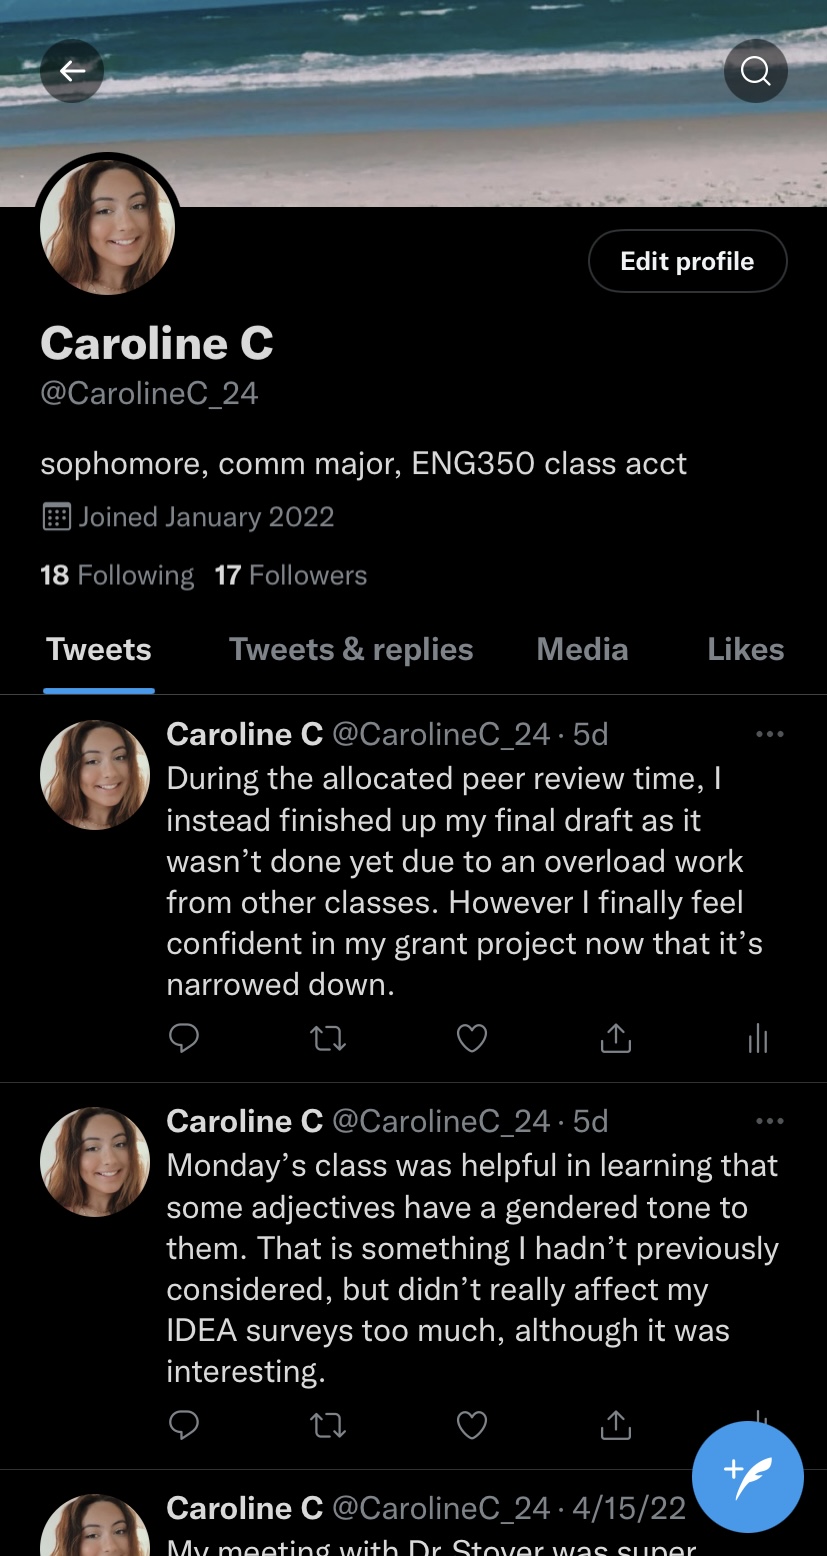 Edit profile
Caroline C
@CarolineC_24
sophomore, comm major, ENG350 class acct
Joined January 2022
18 Following 17 Followers
Tweets Tweets & replies Media Likes
Caroline C @CarolineC_24 · 5d
During the allocated peer review time, I
instead finished up my final draft as it
wasn't done yet due to an overload work
from other classes. However I finally feel
confident in my grant project now that it's
narrowed down.
Caroline C @CarolineC_24 · 5d
Monday's class was helpful in learning that
some adjectives have a gendered tone to
them. That is something I hadn't previously
considered, but didn't really affect my
IDEA surveys too much, although it was
interesting.
Caroline C @CarolineC_24 · 4/15/22
My meeting with Dr Stover was super